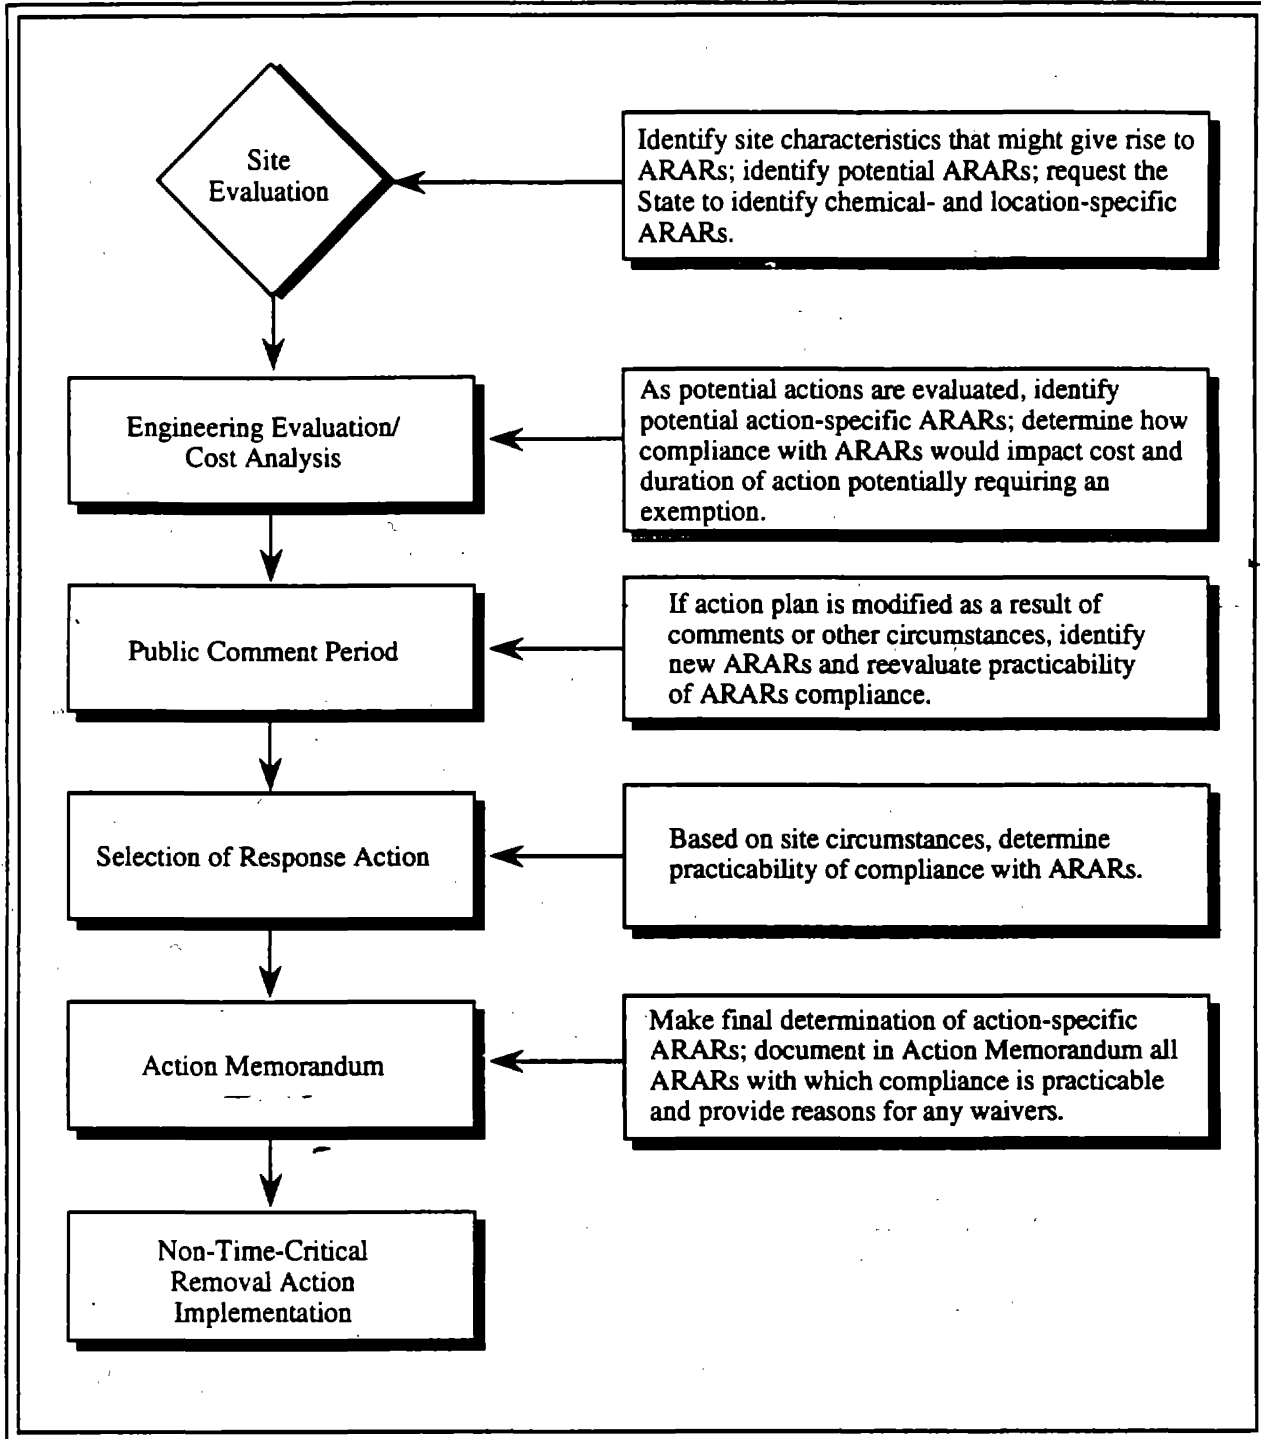 Site
Evaluation
Identify site characteristics that might give rise to
ARARs; identify potential ARARs; request the
State to identify chemical- and location-specific
ARARs.
Engineering Evaluation/
Cost Analysis
As potential actions are evaluated, identify
potential action-specific ARARs; determine how
compliance with ARARs would impact cost and
duration of action potentially requiring an
exemption.
Public Comment Period
If action plan is modified as a result of
comments or other circumstances, identify
new ARARs and reevaluate practicability
of ARARs compliance.
Selection of Response Action
Based on site circumstances, determine
practicability of compliance with ARARs.
Action Memorandum
Make final determination of action-specific
ARARs; document in Action Memorandum all
ARARs with which compliance is practicable
and provide reasons for any waivers.
Non-Time-Critical
Removal Action
Implementation